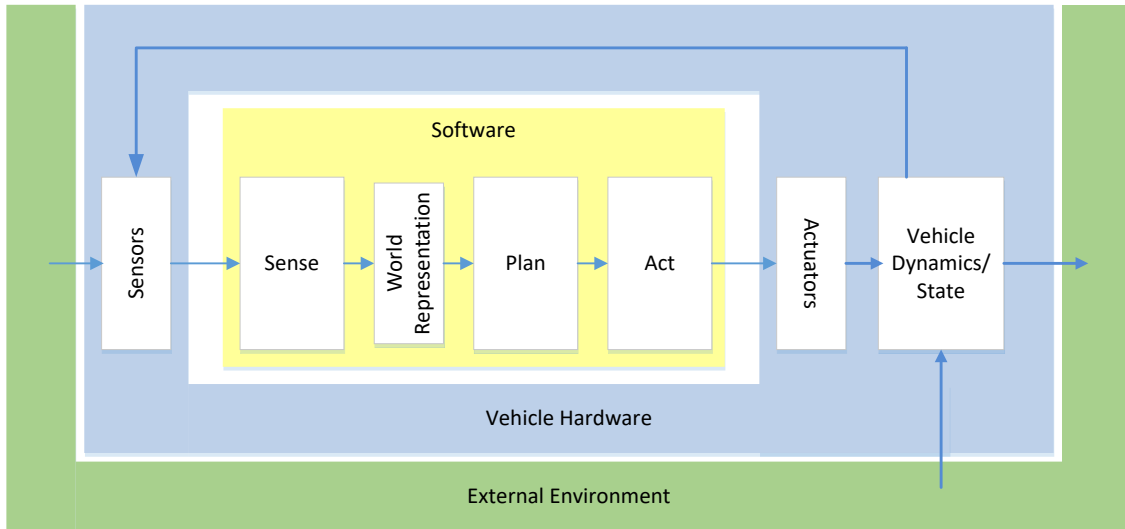 Software
Sensors
Sense
World
Representation
Plan
Act
Actuators
Vehicle
Dynamics/
State
Vehicle Hardware
External Environment